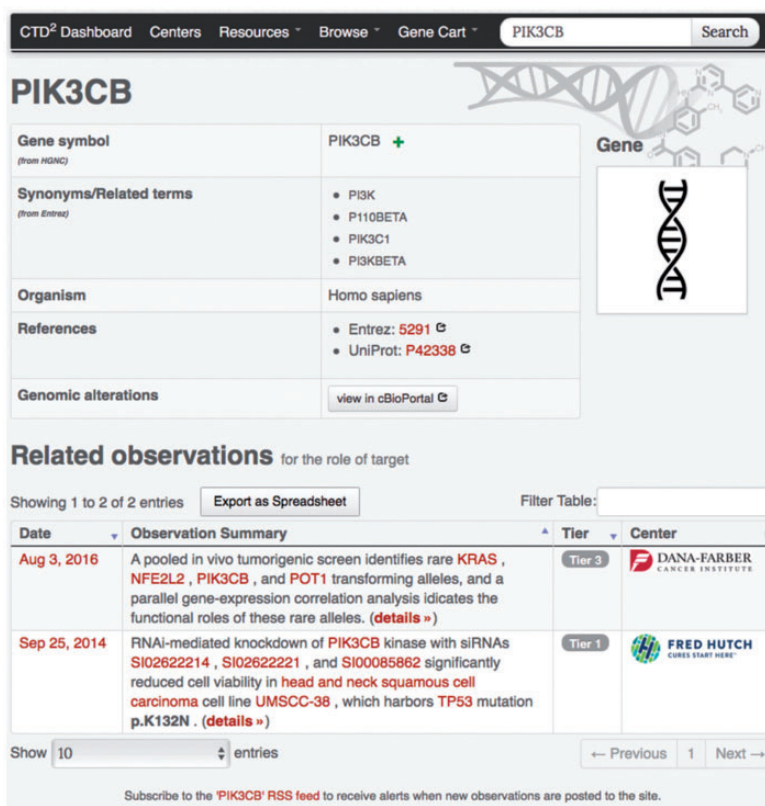 CTD² Dashboard Centers Resources Browse Gene Cart PIK3CB Search
PIK3CB
Gene symbol
(from HGNC)
PIK3CB +
Synonyms/Related terms
(from Entrez)
• PI3K
• P110BETA
• PIK3C1
• PI3KBETA
Organism
Homo sapiens
References
• Entrez: 5291
• UniProt: P42338
Genomic alterations
view in cBioPortal
Gene
Related observations for the role of target
Showing 1 to 2 of 2 entries Export as Spreadsheet Filter Table:
Date Observation Summary Tier Center
Aug 3, 2016
A pooled in vivo tumorigenic screen identifies rare KRAS ,
NFE2L2 , PIK3CB , and POT1 transforming alleles, and a
parallel gene-expression correlation analysis idicates the
functional roles of these rare alleles. (details »)
Tier 3
DANA-FARBER
CANCER INSTITUTE
Sep 25, 2014
RNAi-mediated knockdown of PIK3CB kinase with siRNAs
SI02622214 , SI02622221 , and SI00085862 significantly
reduced cell viability in head and neck squamous cell
carcinoma cell line UMSCC-38 , which harbors TP53 mutation
p.K132N . (details »)
Tier 1
FRED HUTCH
CURES START HERE™
Show 10 entries ← Previous 1 Next →
Subscribe to the 'PIK3CB' RSS feed to receive alerts when new observations are posted to the site.